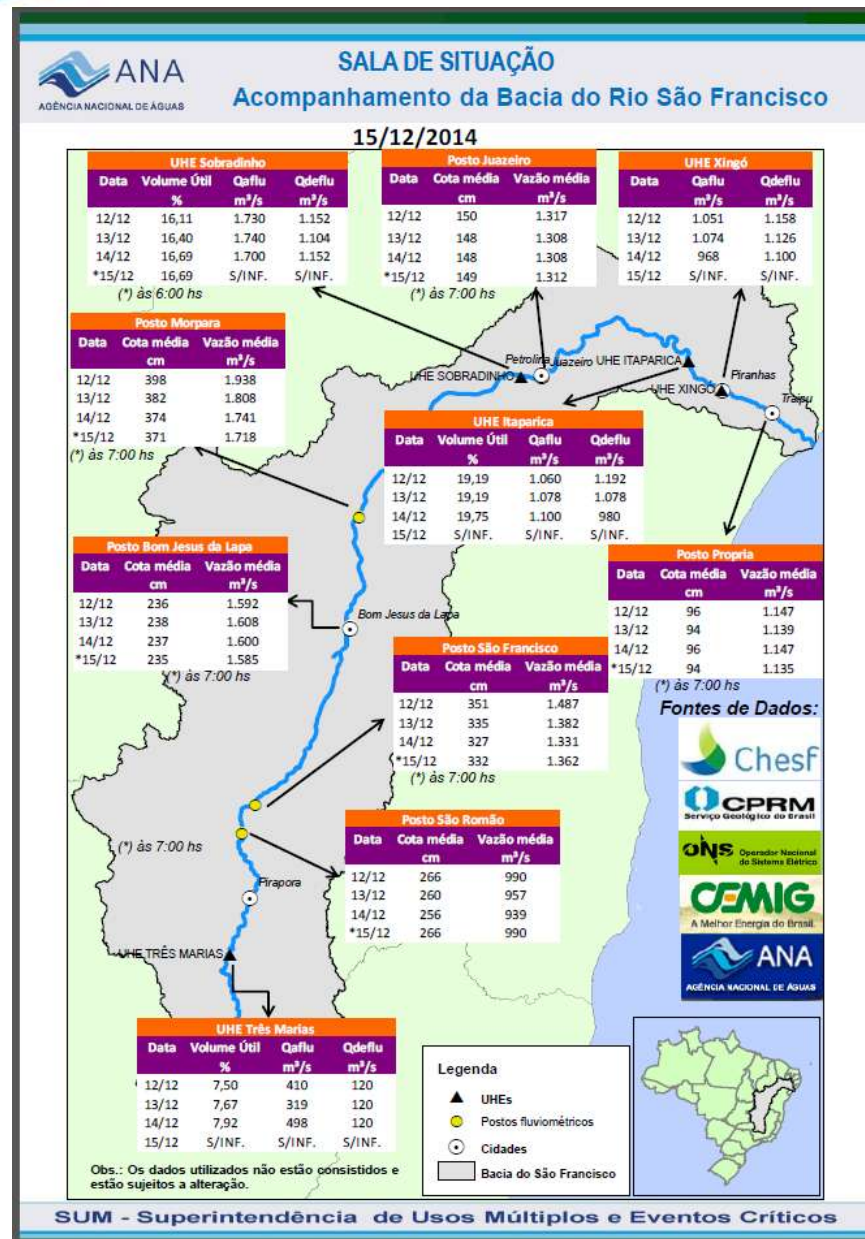 ANA
AGÊNCIA NACIONAL DE ÁGUAS
SALA DE SITUAÇÃO
Acompanhamento da Bacia do Rio São Francisco
15/12/2014
UHE Sobradinho
Data Volume Útil Qaflu Qdeflu
% m³/s m³/s
12/12 16,11 1.730 1.152
13/12 16,40 1.740 1.104
14/12 16,69 1.700 1.152
*15/12 16,69 S/INF. S/INF.
(*) às 6:00 hs
Posto Juazeiro
Data Cota média Vazão média
cm m³/s
12/12 150 1.317
13/12 148 1.308
14/12 148 1.308
*15/12 149 1.312
(*) às 7:00 hs
UHE Xingó
Data Qaflu Qdeflu
m³/s m³/s
12/12 1.051 1.158
13/12 1.074 1.126
14/12 968 1.100
15/12 S/INF. S/INF.
Posto Morpara
Data Cota média Vazão média
cm m³/s
12/12 398 1.938
13/12 382 1.808
14/12 374 1.741
*15/12 371 1.718
(*) às 7:00 hs
UHE SOBRADINHO
Petrolina
Juazeiro
UHE ITAPARICA
UHE XINGÓ
Piranhas
Traipu
UHE Itaparica
Data Volume Útil Qaflu Qdeflu
% m³/s m³/s
12/12 19,19 1.060 1.192
13/12 19,19 1.078 1.078
14/12 19,75 1.100 980
15/12 S/INF. S/INF. S/INF.
Posto Bom Jesus da Lapa
Data Cota média Vazão média
cm m³/s
12/12 236 1.592
13/12 238 1.608
14/12 237 1.600
*15/12 235 1.585
(*) às 7:00 hs
Bom Jesus da Lapa
Posto Propria
Data Cota média Vazão média
cm m³/s
12/12 96 1.147
13/12 94 1.139
14/12 96 1.147
*15/12 94 1.135
(*) às 7:00 hs
Posto São Francisco
Data Cota média Vazão média
cm m³/s
12/12 351 1.487
13/12 335 1.382
14/12 327 1.331
*15/12 332 1.362
(*) às 7:00 hs
Fontes de Dados:
Chesf
CPRM
Serviço Geológico do Brasil
ONS Operador Nacional
do Sistema Elétrico
CEMIG
A Melhor Energia do Brasil.
ANA
AGÊNCIA NACIONAL DE ÁGUAS
Posto São Romão
Data Cota média Vazão média
cm m³/s
12/12 266 990
13/12 260 957
14/12 256 939
*15/12 266 990
(*) às 7:00 hs
Pirapora
UHE TRÊS MARIAS
UHE Três Marias
Data Volume Útil Qaflu Qdeflu
% m³/s m³/s
12/12 7,50 410 120
13/12 7,67 319 120
14/12 7,92 498 120
15/12 S/INF. S/INF. S/INF.
Legenda
UHEs
Postos fluviométricos
Cidades
Bacia do São Francisco
Obs.: Os dados utilizados não estão consistidos e
estão sujeitos a alteração.
SUM - Superintendência de Usos Múltiplos e Eventos Críticos